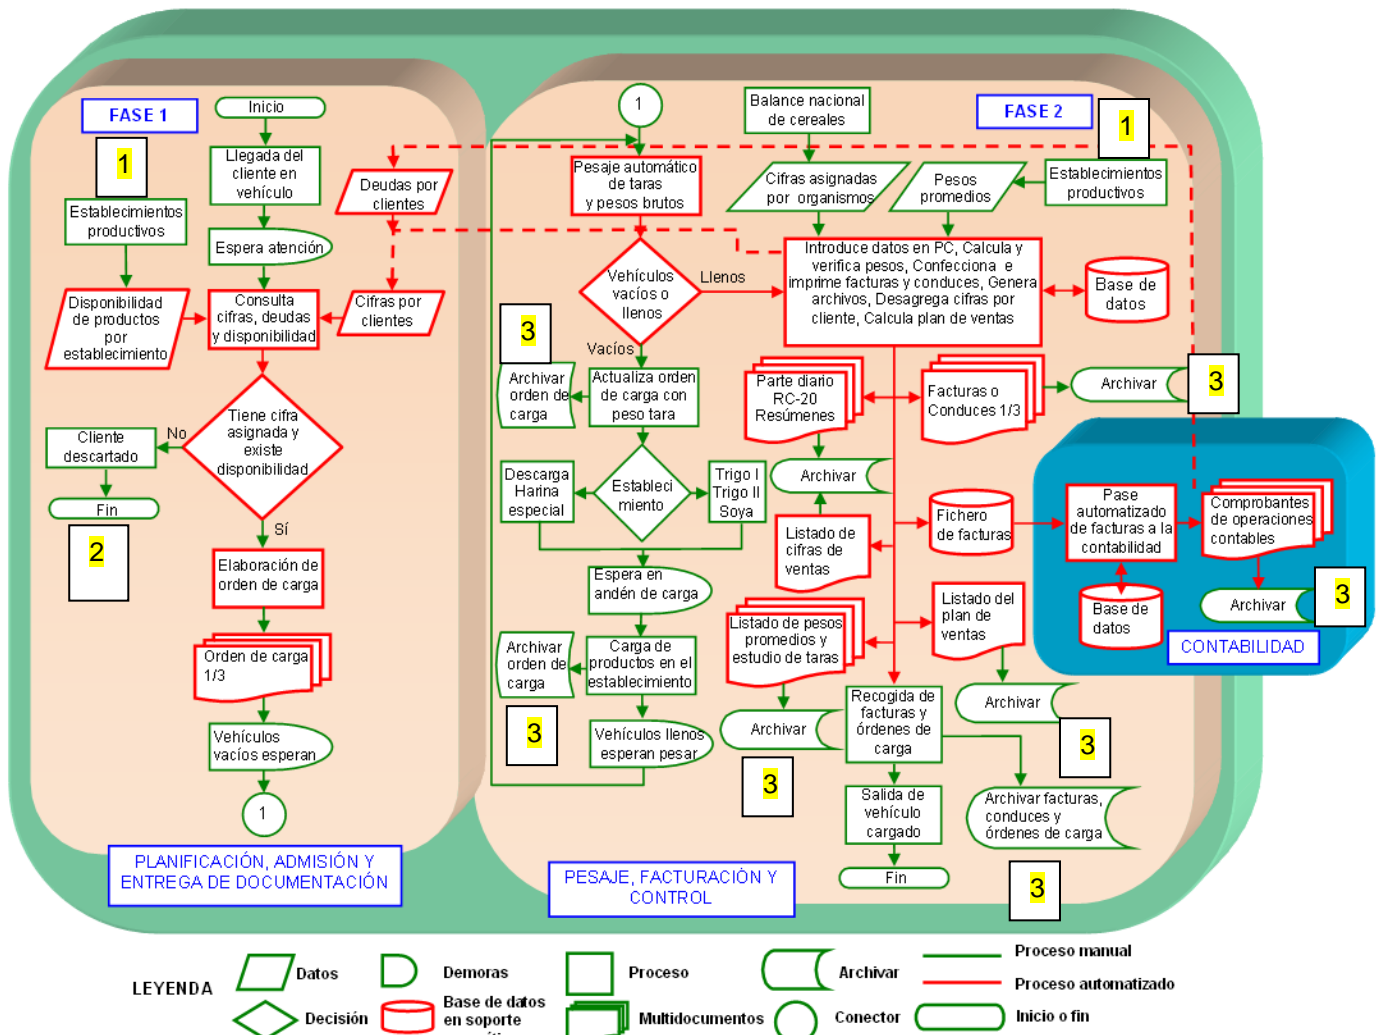 FASE 1
Inicio
1
Llegada del
cliente en
vehículo
Establecimientos
productivos
Espera atención
Deudas por
clientes
Disponibilidad
de productos
por
establecimiento
Consulta
cifras, deudas
y disponibilidad
Cifras por
clientes
Tiene cifra
asignada y
existe
disponibilidad
No
Cliente
descartado
Fin
2
Sí
Elaboración de
orden de carga
Orden de carga
1/3
Vehículos
vacíos esperan
1
PLANIFICACIÓN, ADMISIÓN Y
ENTREGA DE DOCUMENTACIÓN
1
Balance nacional
de cereales
FASE 2
1
Pesaje automático
de taras
y pesos brutos
Cifras asignadas
por organismos
Pesos
promedios
Establecimientos
productivos
Vehículos
vacíos o
llenos
Llenos
Introduce datos en PC, Calcula y
verifica pesos, Confecciona e
imprime facturas y conduces, Genera
archivos, Desagrega cifras por
cliente, Calcula plan de ventas
Base de
datos
3
Vacíos
Archivar
orden de
carga
Actualiza orden
de carga con
peso tara
Parte diario
RC-20
Resúmenes
Facturas o
Conduces 1/3
Archivar
3
Descarga
Harina
especial
Estableci
miento
Trigo I
Trigo II
Soya
Archivar
Listado de
cifras de
ventas
Fichero
de facturas
Pase
automatizado
de facturas a la
contabilidad
Comprobantes
de operaciones
contables
Espera en
andén de carga
Base de
datos
Archivar
3
CONTABILIDAD
Listado de pesos
promedios y
estudio de taras
Listado del
plan de
ventas
Archivar
orden de
carga
Carga de
productos en el
establecimiento
3
Vehículos llenos
esperan pesar
Archivar
3
Recogida de
facturas y
órdenes de
carga
Archivar
3
Salida de
vehículo
cargado
Archivar facturas,
conduces y
órdenes de carga
3
Fin
PESAJE, FACTURACIÓN Y
CONTROL
LEYENDA
Datos
Demoras
Proceso
Archivar
Proceso manual
Proceso automatizado
Decisión
Base de datos
en soporte
Multidocumentos
Conector
Inicio o fin